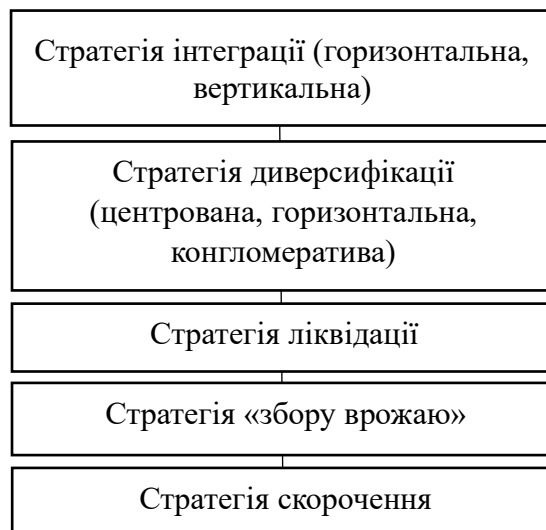 Стратегія інтеграції (горизонтальна,
вертикальна)
Стратегія диверсифікації
(центрована, горизонтальна,
конгломератива)
Стратегія ліквідації
Стратегія «збору врожаю»
Стратегія скорочення